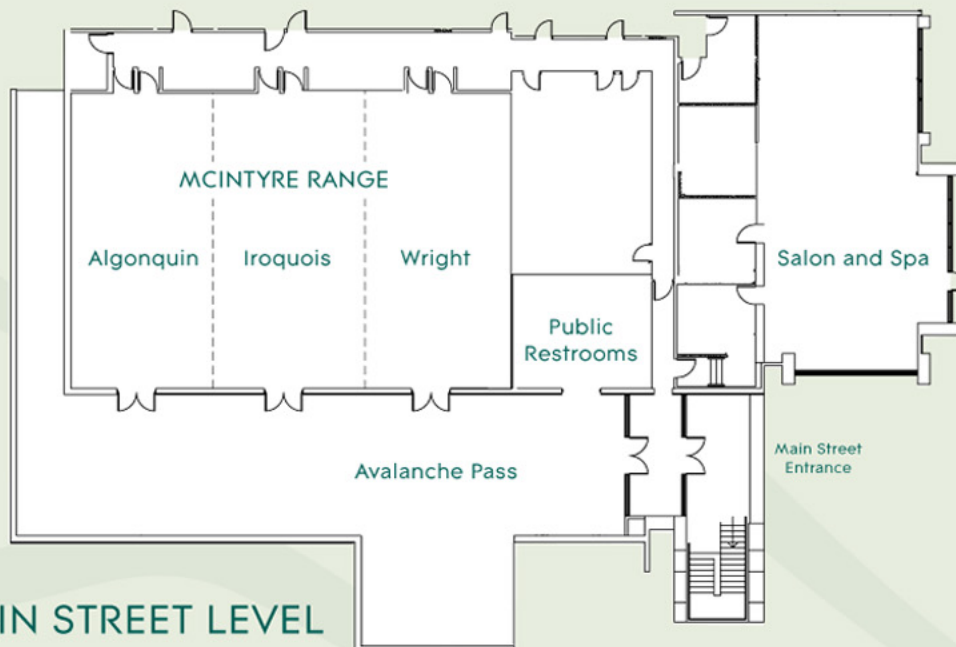 MCINTYRE RANGE
Algonquin
Iroquois
Wright
Salon and Spa
Public
Restrooms
Main Street
Entrance
Avalanche Pass
IN STREET LEVEL